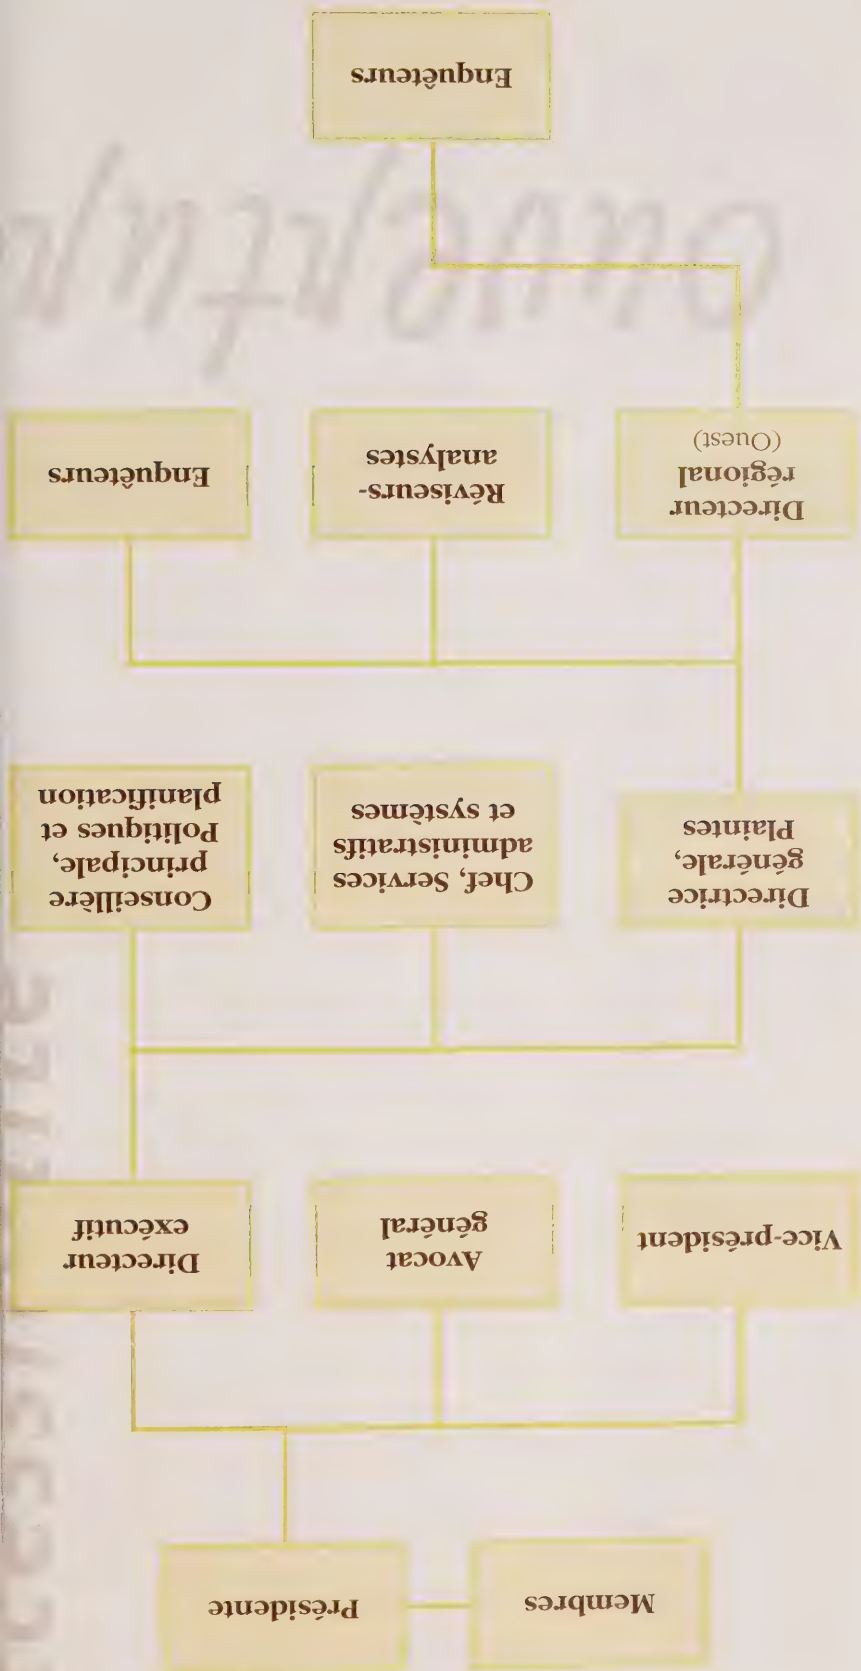 Membres
Présidente
Vice-président
Avocat
général
Directeur
exécutif
Directrice
générale,
Plaintes
Chef, Services
administratifs
et systèmes
Conseillère
principale,
Politiques et
planification
Directeur
régional
(Ouest)
Réviseurs-
analystes
Enquêteurs
Enquêteurs